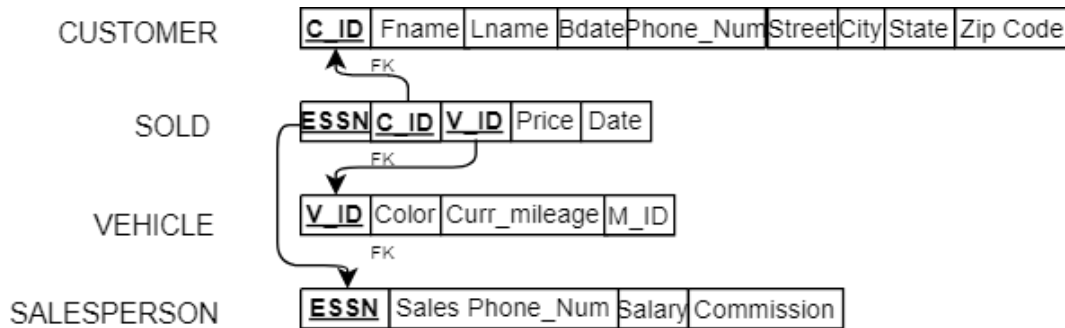 CUSTOMER C_ID Fname Lname Bdate Phone_Num Street City State Zip Code
FK
SOLD ESSN C_ID V_ID Price Date
FK
VEHICLE V_ID Color Curr_mileage M_ID
FK
SALESPERSON ESSN Sales Phone_Num Salary Commission